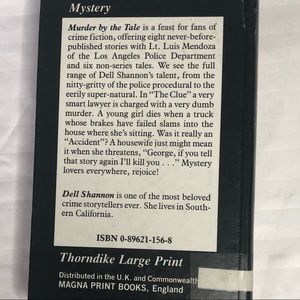 Mystery
Murder by the Tale is a feast for fans of
crime fiction, offering eight never-before-
published stories with Lt. Luis Mendoza
of the Los Angeles Police Department
and six non-series tales. We see the full
range of Dell Shannon's talent, from the
nitty-gritty of the police procedural to the
eerily super-natural. In "The Clue" a very
smart lawyer is charged with a very dumb
murder. A young girl dies when a truck
whose brakes have failed slams into the
house where she's sitting. Was it really an
"Accident"? A housewife just might mean
it when she threatens, "George, if you tell
that story again I'll kill you . . ." Mystery
lovers everywhere, rejoice!
Dell Shannon is one of the most beloved
crime storytellers ever. She lives in South-
ern California.
ISBN 0-89621-156-8
Thorndike Large Print
Distributed in the U.K. and Commonwealth
MAGNA PRINT BOOKS, England